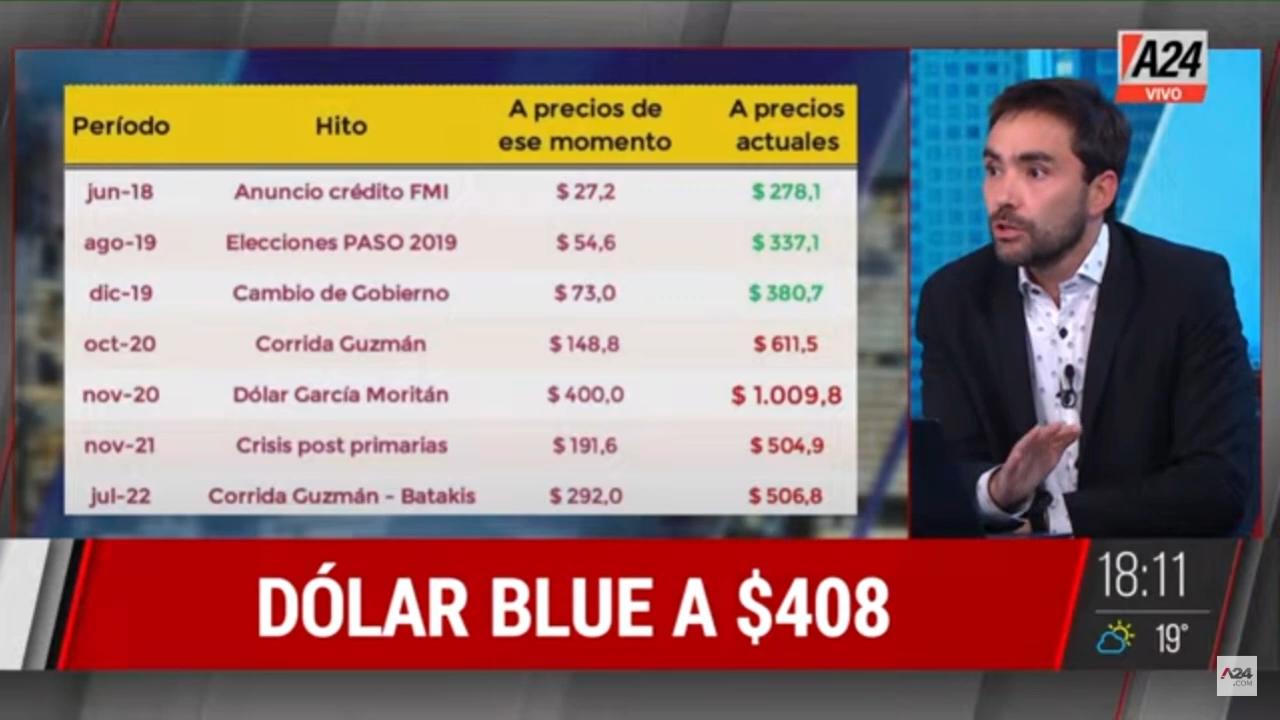 A24
VIVO
Período Hito A precios de ese momento A precios actuales
jun-18 Anuncio crédito FMI $ 27,2 $ 278,1
ago-19 Elecciones PASO 2019 $ 54,6 $ 337,1
dic-19 Cambio de Gobierno $ 73,0 $ 380,7
oct-20 Corrida Guzmán $ 148,8 $ 611,5
nov-20 Dólar García Moritán $ 400,0 $ 1.009,8
nov-21 Crisis post primarias $ 191,6 $ 504,9
jul-22 Corrida Guzmán - Batakis $ 292,0 $ 506,8
DÓLAR BLUE A $408
18:11
19°
A24
.COM